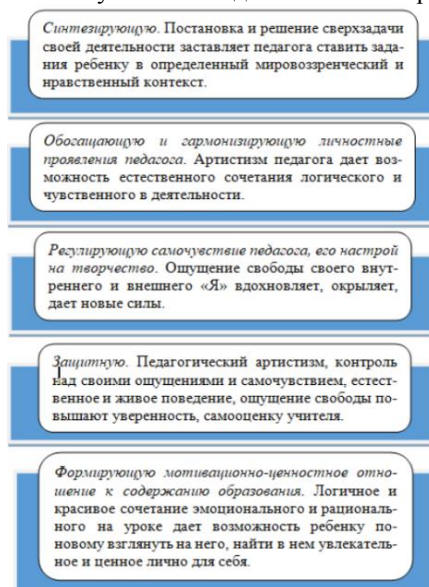 Синтезирующую. Постановка и решение сверхзадачи
своей деятельности заставляет педагога ставить зада-
ния ребенку в определенный мировоззренческий и
нравственный контекст.
Обогащающую и гармонизирующую личностные
проявления педагога. Артистизм педагога дает воз-
можность естественного сочетания логического и
чувственного в деятельности.
Регулирующую самочувствие педагога, его настрой
на творчество. Ощущение свободы своего внут-
реннего и внешнего «Я» вдохновляет, окрыляет,
дает новые силы.
Защитную. Педагогический артистизм, контроль
над своими ощущениями и самочувствием, естест-
венное и живое поведение, ощущение свободы по-
вышают уверенность, самооценку учителя.
Формирующую мотивационно-ценностное отно-
шение к содержанию образования. Логичное и
красивое сочетание эмоционального и рациональ-
ного на уроке дает возможность ребенку по-
новому взглянуть на него, найти в нем увлекатель-
ное и ценное лично для себя.